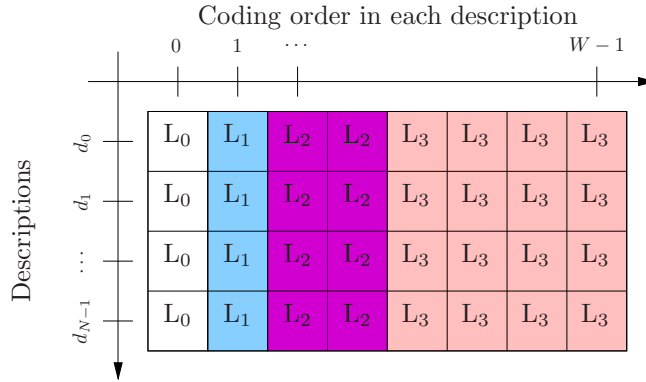 Coding order in each description
0 1 ⋯ W − 1
Descriptions
d₀ L₀ L₁ L₂ L₂ L₃ L₃ L₃ L₃
d₁ L₀ L₁ L₂ L₂ L₃ L₃ L₃ L₃
⋯ L₀ L₁ L₂ L₂ L₃ L₃ L₃ L₃
d_{N−1} L₀ L₁ L₂ L₂ L₃ L₃ L₃ L₃